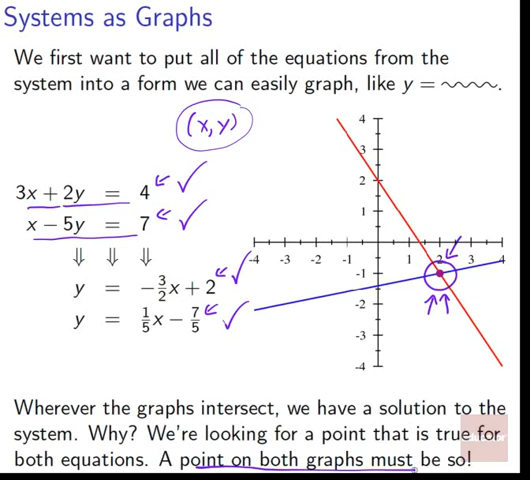 Systems as Graphs
We first want to put all of the equations from the
system into a form we can easily graph, like y = 
(x, y)
3x + 2y = 4
x − 5y = 7
⇓ ⇓ ⇓
y = −3/2x + 2
y = 1/5x − 7/5
4
3
2
1
-4 -3 -2 -1 1 2 3 4
-1
-2
-3
-4
Wherever the graphs intersect, we have a solution to the
system. Why? We're looking for a point that is true for
both equations. A point on both graphs must be so!